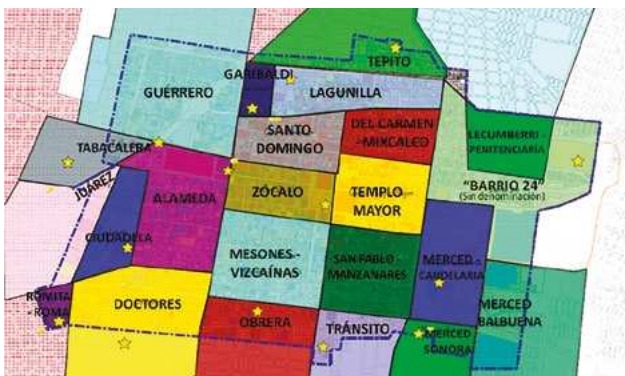 TEPITO
GARIBALDI
GUERRERO
LAGUNILLA
SANTO
DOMINGO
DEL CARMEN
-MIXCALCO
LECUMBERRI -
PENITENCIARIA
TABACALERA
JUÁREZ
ALAMEDA
ZÓCALO
TEMPLO
MAYOR
"BARRIO 24"
(Sin denominación)
CIUDADELA
MESONES -
VIZCAÍNAS
SAN PABLO -
MANZANARES
MERCED -
CANDELARIA
ROMITA
-ROMA
DOCTORES
OBRERA
TRÁNSITO
MERCED
SONORA
MERCED
BALBUENA